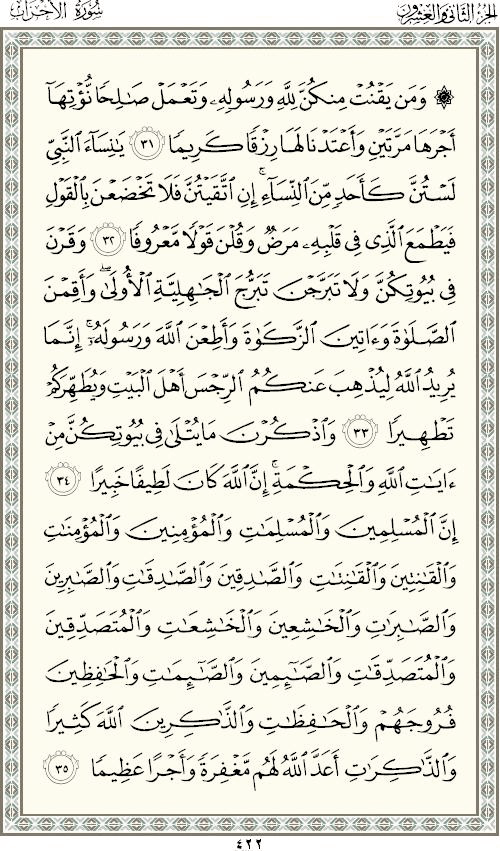 الجزء الثاني والعشرون
سورة الأحزاب
۞ وَمَن يَقۡنُتۡ مِنكُنَّ لِلَّهِ وَرَسُولِهِۦ وَتَعۡمَلۡ صَٰلِحٗا نُّؤۡتِهَآ
أَجۡرَهَا مَرَّتَيۡنِ وَأَعۡتَدۡنَا لَهَا رِزۡقٗا كَرِيمٗا ٣١ يَٰنِسَآءَ ٱلنَّبِيِّ
لَسۡتُنَّ كَأَحَدٖ مِّنَ ٱلنِّسَآءِۚ إِنِ ٱتَّقَيۡتُنَّ فَلَا تَخۡضَعۡنَ بِٱلۡقَوۡلِ
فَيَطۡمَعَ ٱلَّذِي فِي قَلۡبِهِۦ مَرَضٞ وَقُلۡنَ قَوۡلٗا مَّعۡرُوفٗا ٣٢ وَقَرۡنَ
فِي بُيُوتِكُنَّ وَلَا تَبَرَّجۡنَ تَبَرُّجَ ٱلۡجَٰهِلِيَّةِ ٱلۡأُولَىٰۖ وَأَقِمۡنَ
ٱلصَّلَوٰةَ وَءَاتِينَ ٱلزَّكَوٰةَ وَأَطِعۡنَ ٱللَّهَ وَرَسُولَهُۥٓۚ إِنَّمَا
يُرِيدُ ٱللَّهُ لِيُذۡهِبَ عَنكُمُ ٱلرِّجۡسَ أَهۡلَ ٱلۡبَيۡتِ وَيُطَهِّرَكُمۡ
تَطۡهِيرٗا ٣٣ وَٱذۡكُرۡنَ مَا يُتۡلَىٰ فِي بُيُوتِكُنَّ مِنۡ
ءَايَٰتِ ٱللَّهِ وَٱلۡحِكۡمَةِۚ إِنَّ ٱللَّهَ كَانَ لَطِيفًا خَبِيرًا ٣٤
إِنَّ ٱلۡمُسۡلِمِينَ وَٱلۡمُسۡلِمَٰتِ وَٱلۡمُؤۡمِنِينَ وَٱلۡمُؤۡمِنَٰتِ
وَٱلۡقَٰنِتِينَ وَٱلۡقَٰنِتَٰتِ وَٱلصَّٰدِقِينَ وَٱلصَّٰدِقَٰتِ وَٱلصَّٰبِرِينَ
وَٱلصَّٰبِرَٰتِ وَٱلۡخَٰشِعِينَ وَٱلۡخَٰشِعَٰتِ وَٱلۡمُتَصَدِّقِينَ
وَٱلۡمُتَصَدِّقَٰتِ وَٱلصَّٰٓئِمِينَ وَٱلصَّٰٓئِمَٰتِ وَٱلۡحَٰفِظِينَ
فُرُوجَهُمۡ وَٱلۡحَٰفِظَٰتِ وَٱلذَّٰكِرِينَ ٱللَّهَ كَثِيرٗا
وَٱلذَّٰكِرَٰتِ أَعَدَّ ٱللَّهُ لَهُم مَّغۡفِرَةٗ وَأَجۡرًا عَظِيمٗا ٣٥
٤٢٢